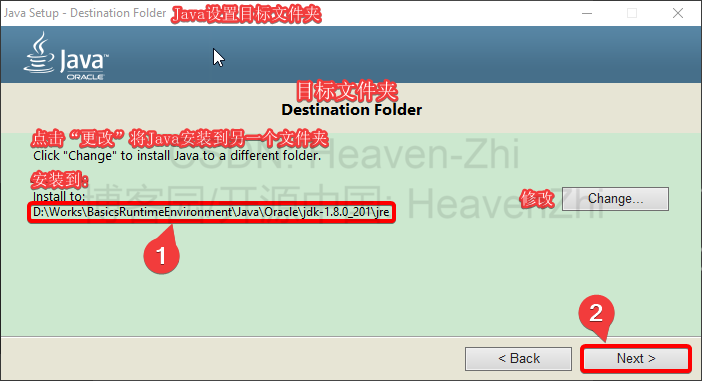 Java Setup - Destination Folder Java设置目标文件夹
Java™
ORACLE
目标文件夹
Destination Folder
点击“更改”将Java安装到另一个文件夹
Click "Change" to install Java to a different folder.
CSDN: Heaven-Zhi
安装到:
Install to:
博客园/开源中国: HeavenZhi
修改 Change...
D:\Works\BasicsRuntimeEnvironment\Java\Oracle\jdk-1.8.0_201\jre
1
2
< Back Next >